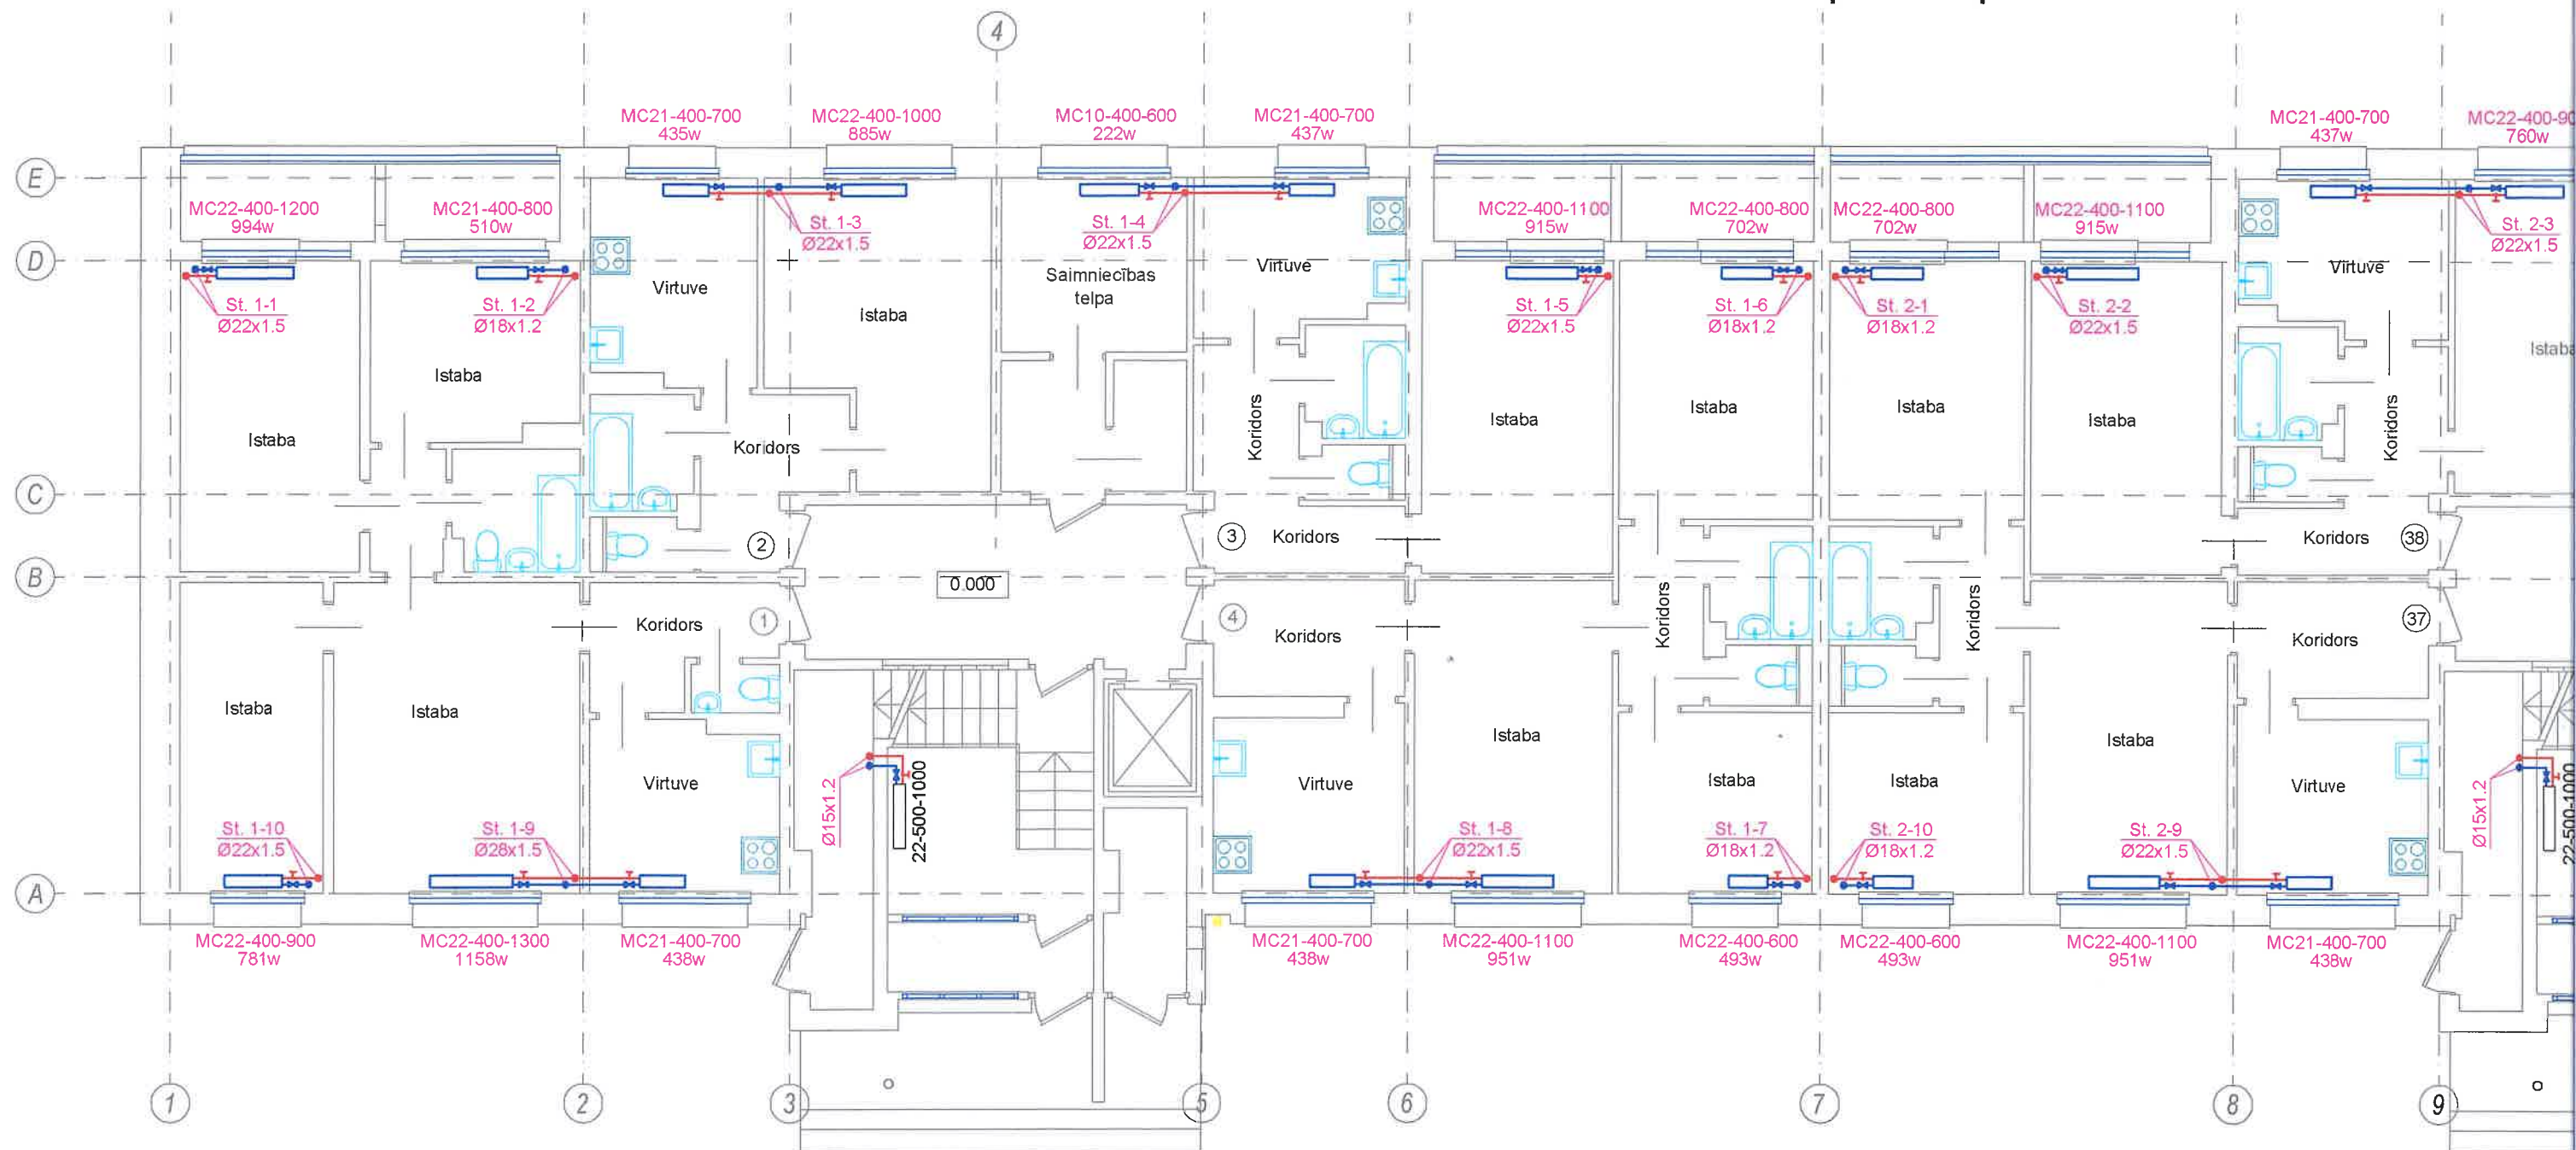 4
MC21-400-700
435w
MC22-400-1000
885w
MC10-400-600
222w
MC21-400-700
437w
MC21-400-700
437w
MC22-400-90
760w
E
MC22-400-1200
994w
MC21-400-800
510w
St. 1-3
Ø22x1.5
St. 1-4
Ø22x1.5
MC22-400-1100
915w
MC22-400-800
702w
MC22-400-800
702w
MC22-400-1100
915w
St. 2-3
Ø22x1.5
D
St. 1-1
Ø22x1.5
St. 1-2
Ø18x1.2
Virtuve
Istaba
Saimniecības
telpa
Virtuve
St. 1-5
Ø22x1.5
St. 1-6
Ø18x1.2
St. 2-1
Ø18x1.2
St. 2-2
Ø22x1.5
Virtuve
Istaba
Istaba
Istaba
Koridors
Koridors
Istaba
Istaba
Istaba
Istaba
Koridors
C
2
3
Koridors
Koridors
38
B
0.000
1
Koridors
4
Koridors
Koridors
Koridors
Koridors
37
Istaba
Istaba
Virtuve
Ø15x1.2
22-500-1000
Virtuve
Istaba
Istaba
Istaba
Istaba
Virtuve
Ø15x1.2
22-500-1000
St. 1-10
Ø22x1.5
St. 1-9
Ø28x1.5
St. 1-8
Ø22x1.5
St. 1-7
Ø18x1.2
St. 2-10
Ø18x1.2
St. 2-9
Ø22x1.5
A
MC22-400-900
781w
MC22-400-1300
1158w
MC21-400-700
438w
MC21-400-700
438w
MC22-400-1100
951w
MC22-400-600
493w
MC22-400-600
493w
MC22-400-1100
951w
MC21-400-700
438w
1
2
3
5
6
7
8
9